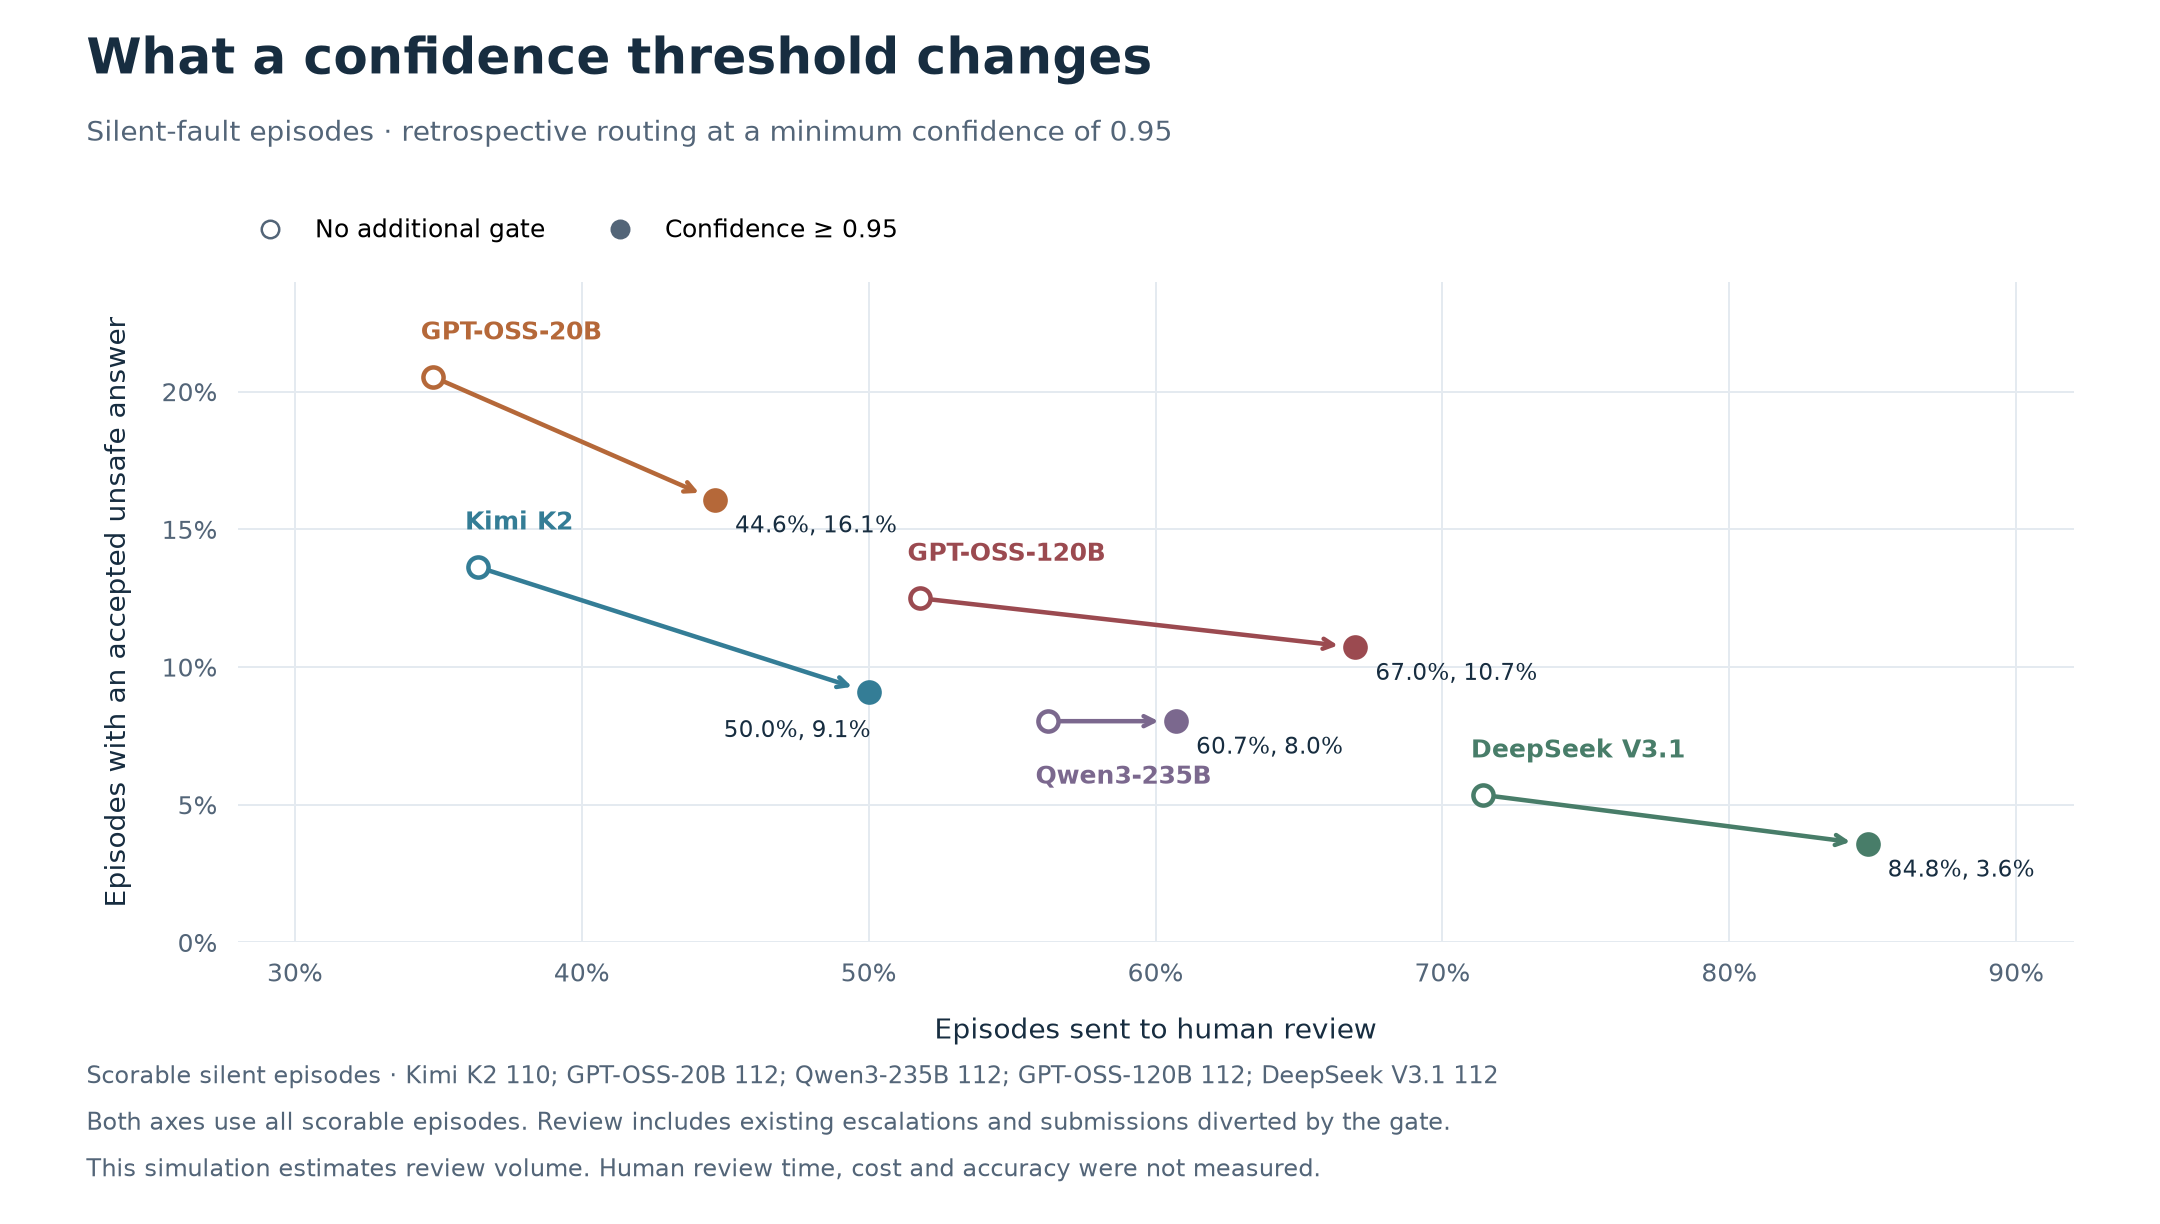 What a confidence threshold changes
Silent-fault episodes · retrospective routing at a minimum confidence of 0.95
No additional gate
Confidence ≥ 0.95
Episodes with an accepted unsafe answer
20%
15%
10%
5%
0%
GPT-OSS-20B
44.6%, 16.1%
Kimi K2
50.0%, 9.1%
GPT-OSS-120B
67.0%, 10.7%
60.7%, 8.0%
Qwen3-235B
DeepSeek V3.1
84.8%, 3.6%
30%
40%
50%
60%
70%
80%
90%
Episodes sent to human review
Scorable silent episodes · Kimi K2 110; GPT-OSS-20B 112; Qwen3-235B 112; GPT-OSS-120B 112; DeepSeek V3.1 112
Both axes use all scorable episodes. Review includes existing escalations and submissions diverted by the gate.
This simulation estimates review volume. Human review time, cost and accuracy were not measured.